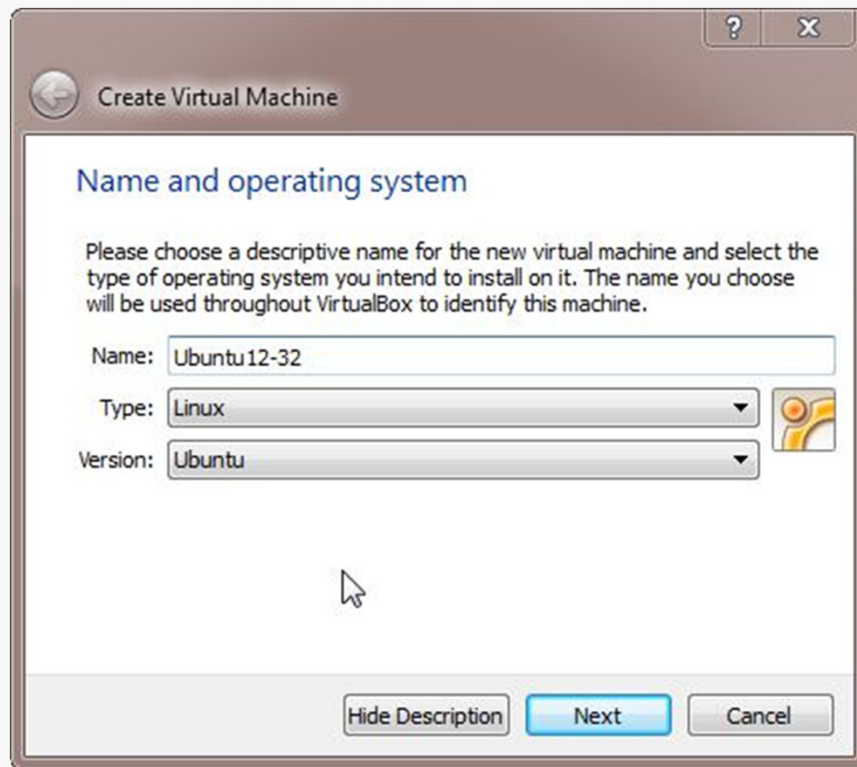 ?
Create Virtual Machine
Name and operating system
Please choose a descriptive name for the new virtual machine and select the
type of operating system you intend to install on it. The name you choose
will be used throughout VirtualBox to identify this machine.
Name: Ubuntu12-32
Type: Linux
Version: Ubuntu
Hide Description Next Cancel